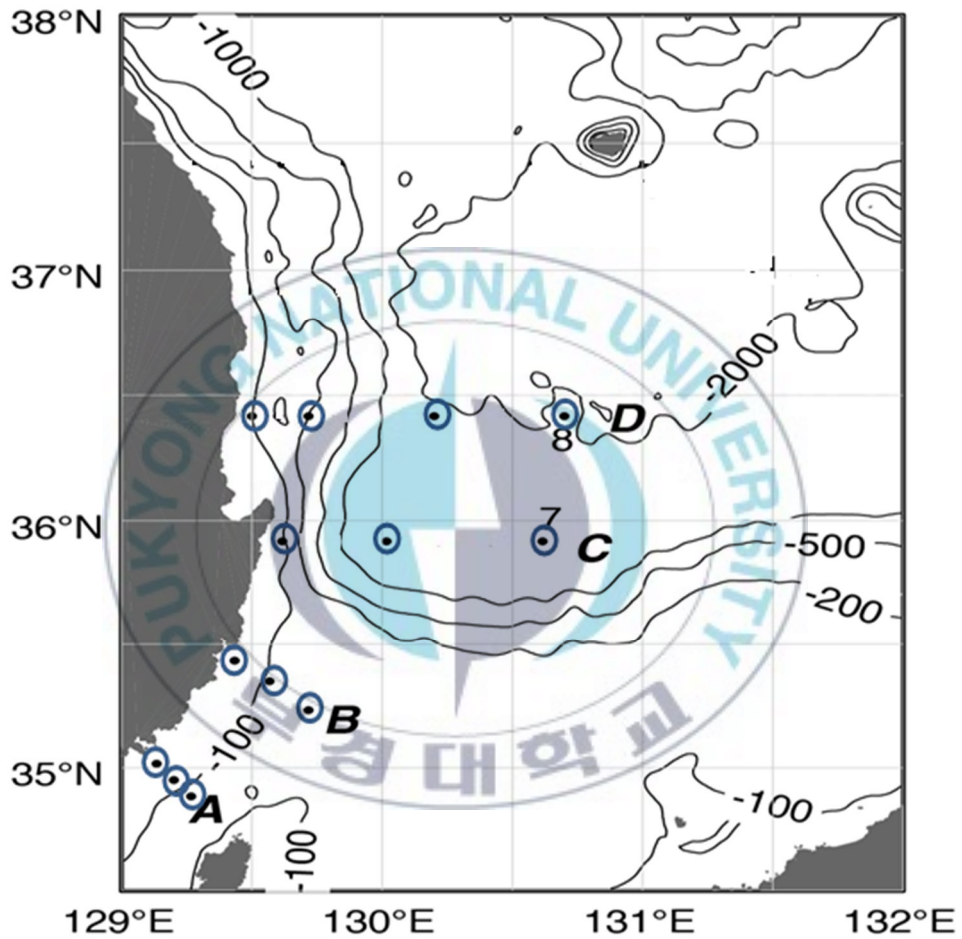 38°N
-1000
37°N
-2000
D
8
36°N
7
C
-500
-200
B
-100
35°N
A
-100
-100
129°E 130°E 131°E 132°E
PUKYONG NATIONAL UNIVERSITY
부경대학교